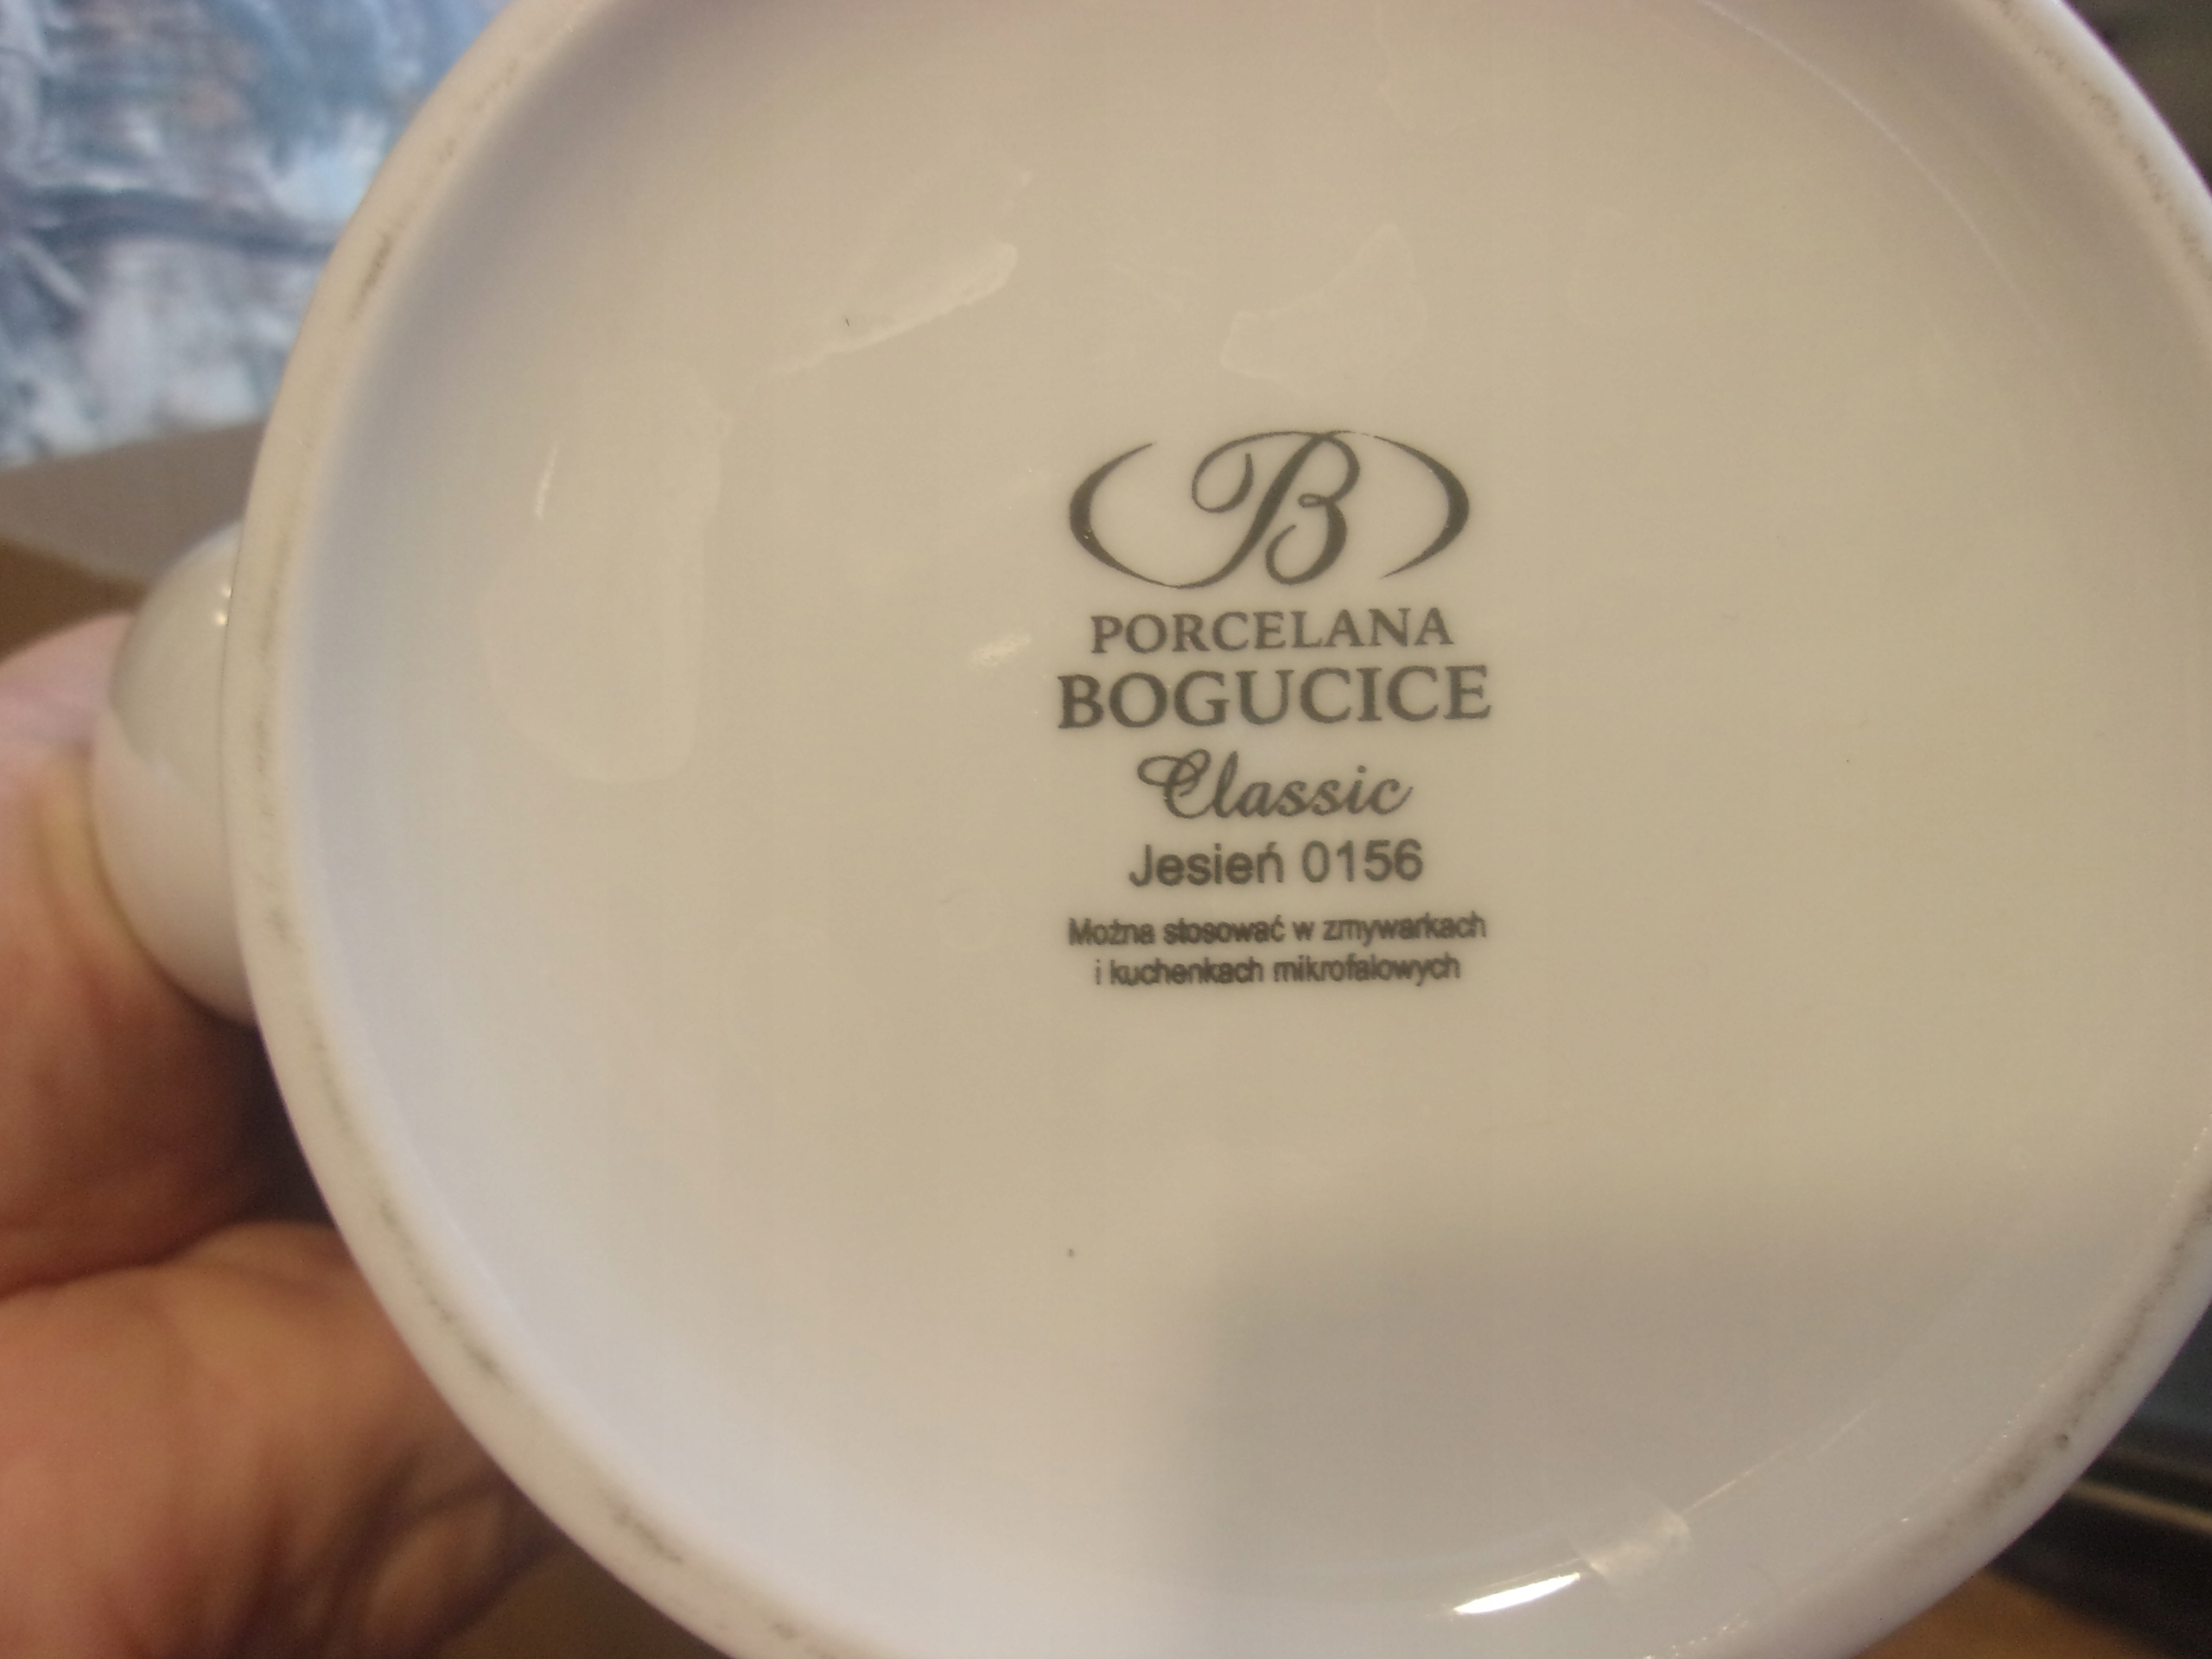 B
PORCELANA
BOGUCICE
Classic
Jesień 0156
Można stosować w zmywarkach
i kuchenkach mikrofalowych